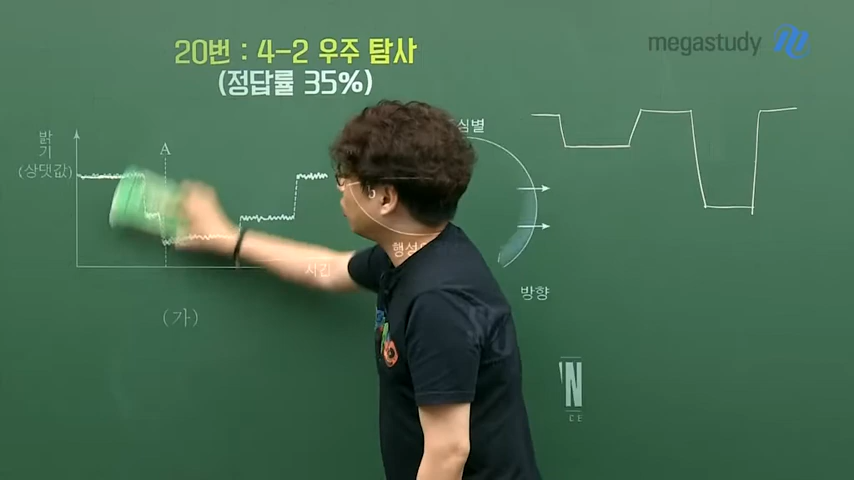 20번 : 4-2 우주 탐사
(정답률 35%)
megastudy
밝
기
(상댓값)
A
심별
행성
시간
방향
(가)